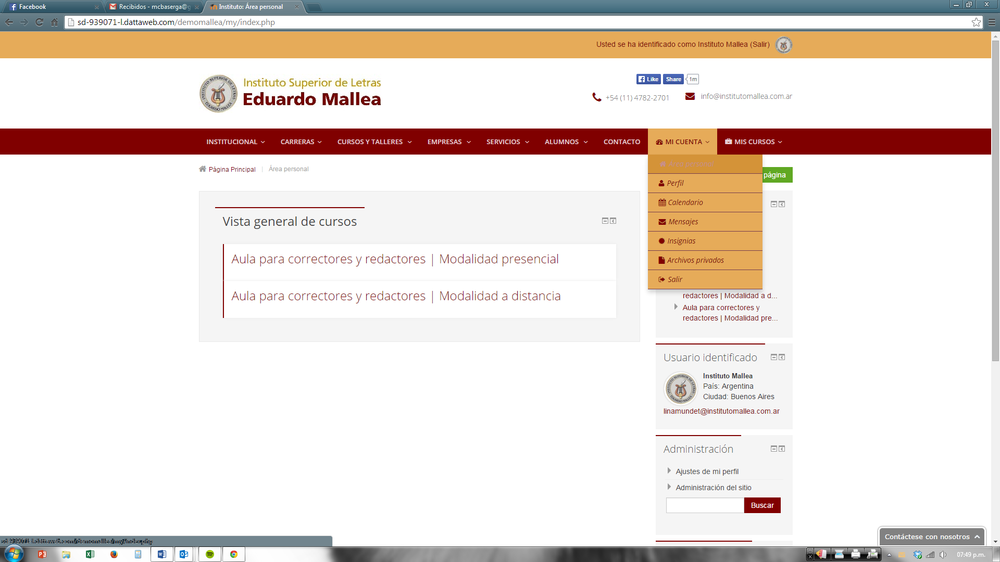 Facebook
Recibidos - mcbaserga@g
Instituto: Área personal
sd-939071-l.dattaweb.com/demomallea/my/index.php
Usted se ha identificado como Instituto Mallea (Salir)
Instituto Superior de Letras
Eduardo Mallea
Like
Share
1m
+54 (11) 4782-2701
info@institutomallea.com.ar
INSTITUCIONAL
CARRERAS
CURSOS Y TALLERES
EMPRESAS
SERVICIOS
ALUMNOS
CONTACTO
MI CUENTA
MIS CURSOS
Página Principal
Área personal
Área personal
Perfil
Calendario
Mensajes
Insignias
Archivos privados
Salir
página
Vista general de cursos
Aula para correctores y redactores | Modalidad presencial
Aula para correctores y redactores | Modalidad a distancia
redactores | Modalidad a d...
Aula para correctores y
redactores | Modalidad pre...
Usuario identificado
Instituto Mallea
País: Argentina
Ciudad: Buenos Aires
linamundet@institutomallea.com.ar
Administración
Ajustes de mi perfil
Administración del sitio
Buscar
Contáctese con nosotros
sd-939071-l.dattaweb.com/demomallea/my/index.php
07:49 p.m.